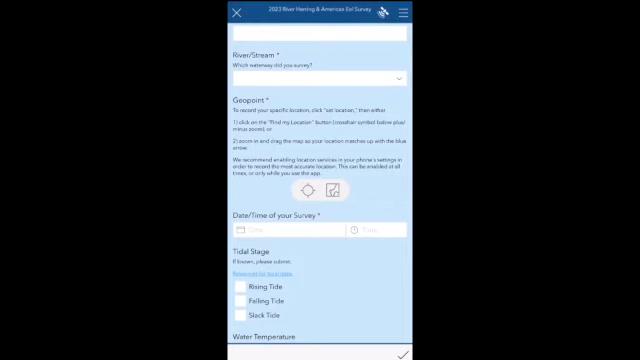 2023 River Herring & American Eel Survey
River/Stream *
Which waterway did you survey?
Geopoint *
To record your specific location, click "set location," then either
1) click on the "Find my Location" button (crosshair symbol below plus/
minus zoom), or
2) zoom in and drag the map so your location matches up with the blue
arrow.
We recommend enabling location services in your phone's settings in
order to record the most accurate location. This can be enabled at all
times, or only while you use the app.
Date/Time of your Survey *
Date
Time
Tidal Stage
If known, please submit.
Rising Tide
Falling Tide
Slack Tide
Water Temperature